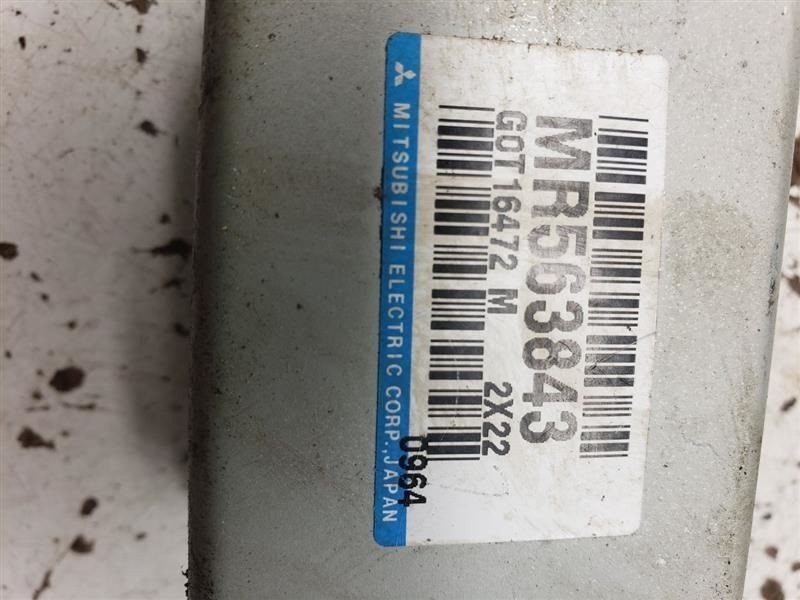 MR563843
G0T16472 M 2X22
0964
MITSUBISHI ELECTRIC CORP., JAPAN